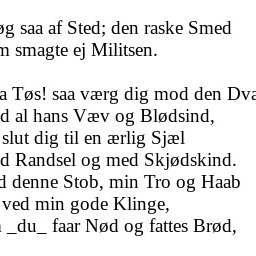 øg saa af Sted; den raske Smed
m smagte ej Militsen.

a Tøs! saa værg dig mod den Dva
d al hans Væv og Blødsind,
slut dig til en ærlig Sjæl
d Randsel og med Skjødskind.
d denne Stob, min Tro og Haab
ved min gode Klinge,
_du_ faar Nød og fattes Brød,